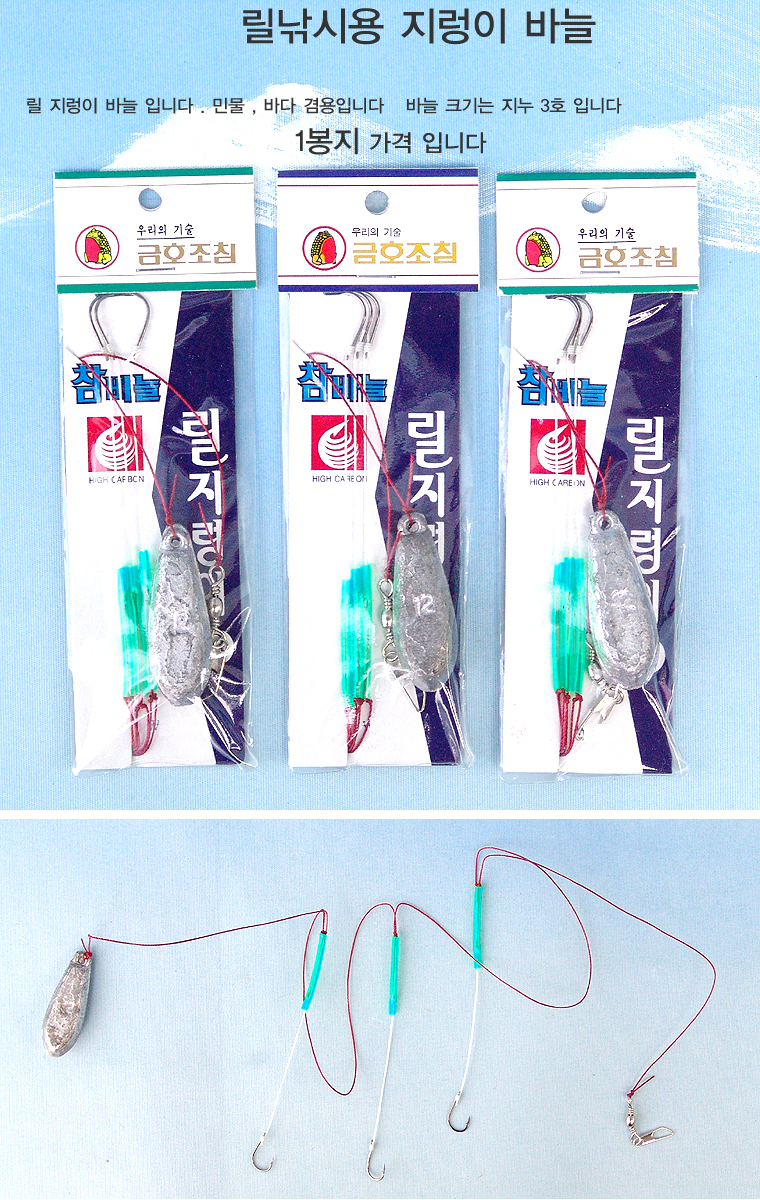 릴낚시용 지렁이 바늘
릴 지렁이 바늘 입니다 . 민물 , 바다 겸용입니다 바늘 크기는 지누 3호 입니다
1봉지 가격 입니다
우리의 기술
금호조침
우리의 기술
금호조침
우리의 기술
금호조침
참바늘
참바늘
참바늘
HIGH CARBON
HIGH CARBON
HIGH CARBON
릴지렁이
릴지렁
릴지렁이
12